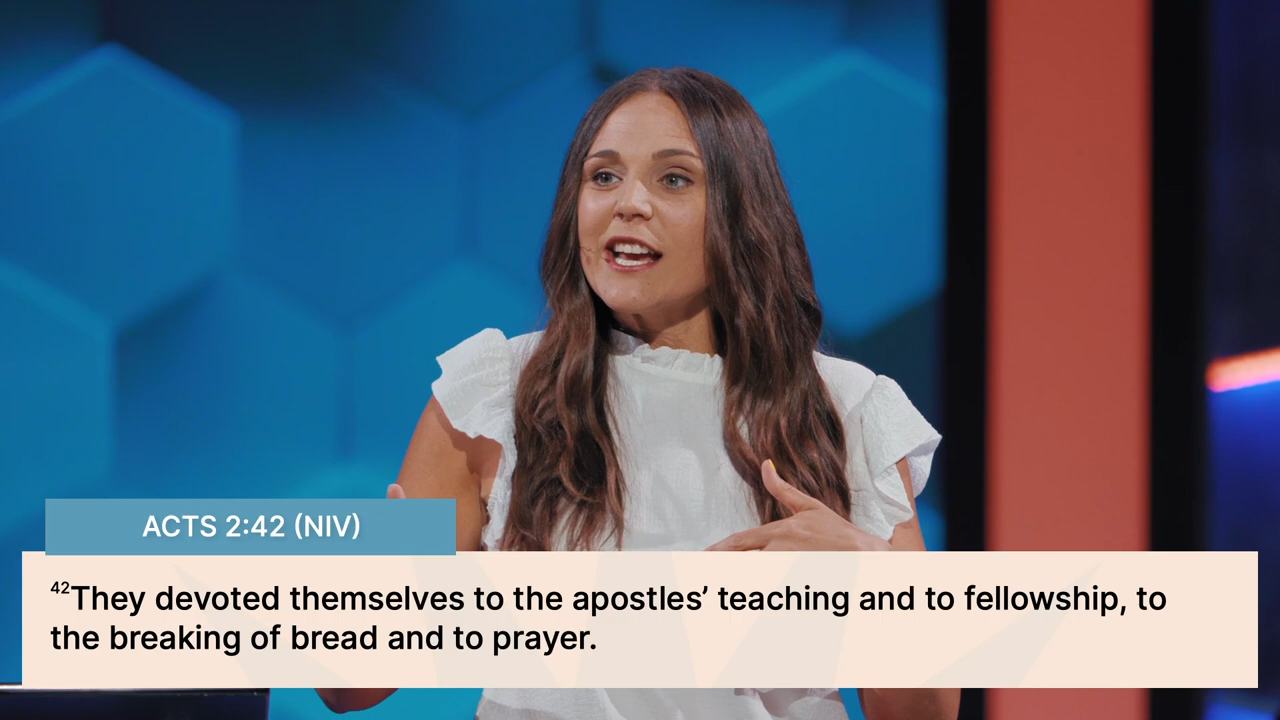 ACTS 2:42 (NIV)
42They devoted themselves to the apostles’ teaching and to fellowship, to
the breaking of bread and to prayer.